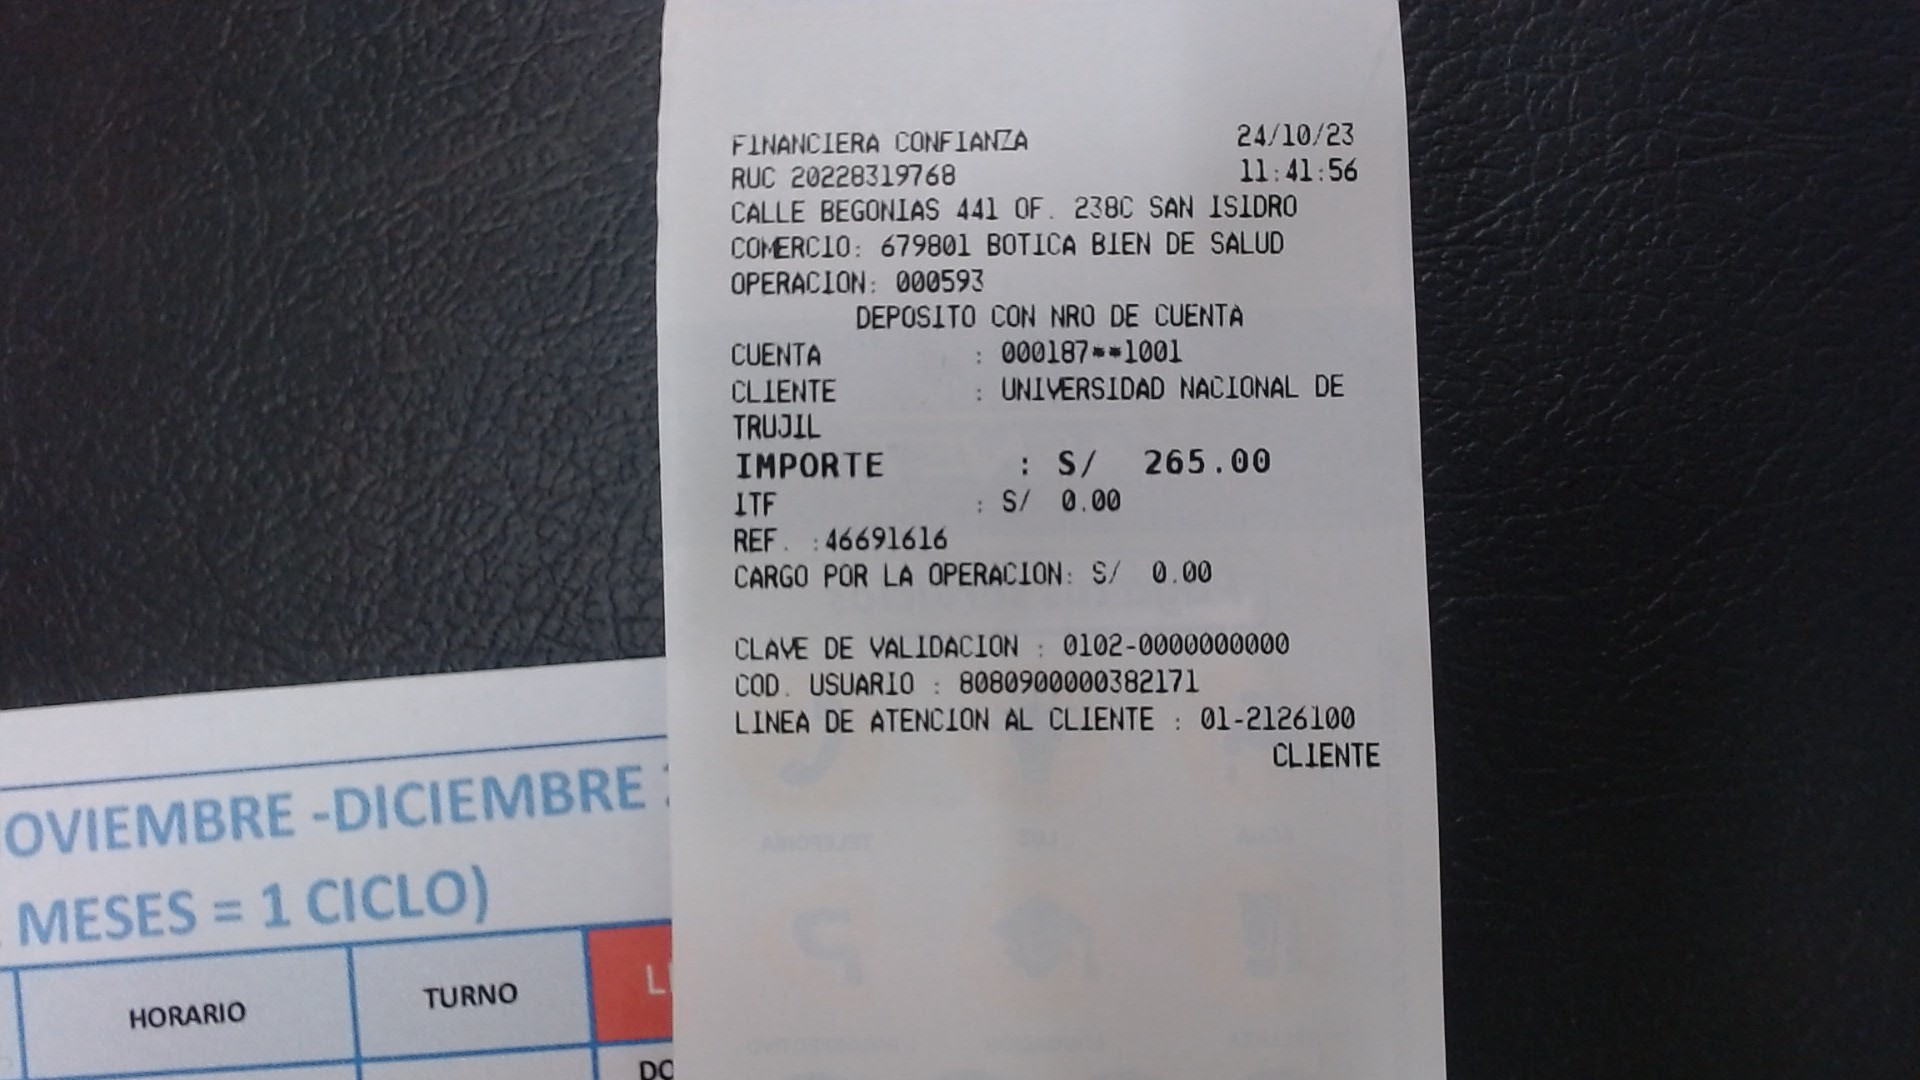 FINANCIERA CONFIANZA 24/10/23
RUC 20228319768 11:41:56
CALLE BEGONIAS 441 OF. 238C SAN ISIDRO
COMERCIO: 679801 BOTICA BIEN DE SALUD
OPERACION: 000593
DEPOSITO CON NRO DE CUENTA
CUENTA : 000187**1001
CLIENTE : UNIVERSIDAD NACIONAL DE
TRUJIL
IMPORTE : S/ 265.00
ITF : S/ 0.00
REF. :46691616
CARGO POR LA OPERACION: S/ 0.00
CLAVE DE VALIDACION : 0102-0000000000
COD. USUARIO : 8080900000382171
LINEA DE ATENCION AL CLIENTE : 01-2126100
CLIENTE
OVIEMBRE -DICIEMBRE
MESES = 1 CICLO)
HORARIO TURNO